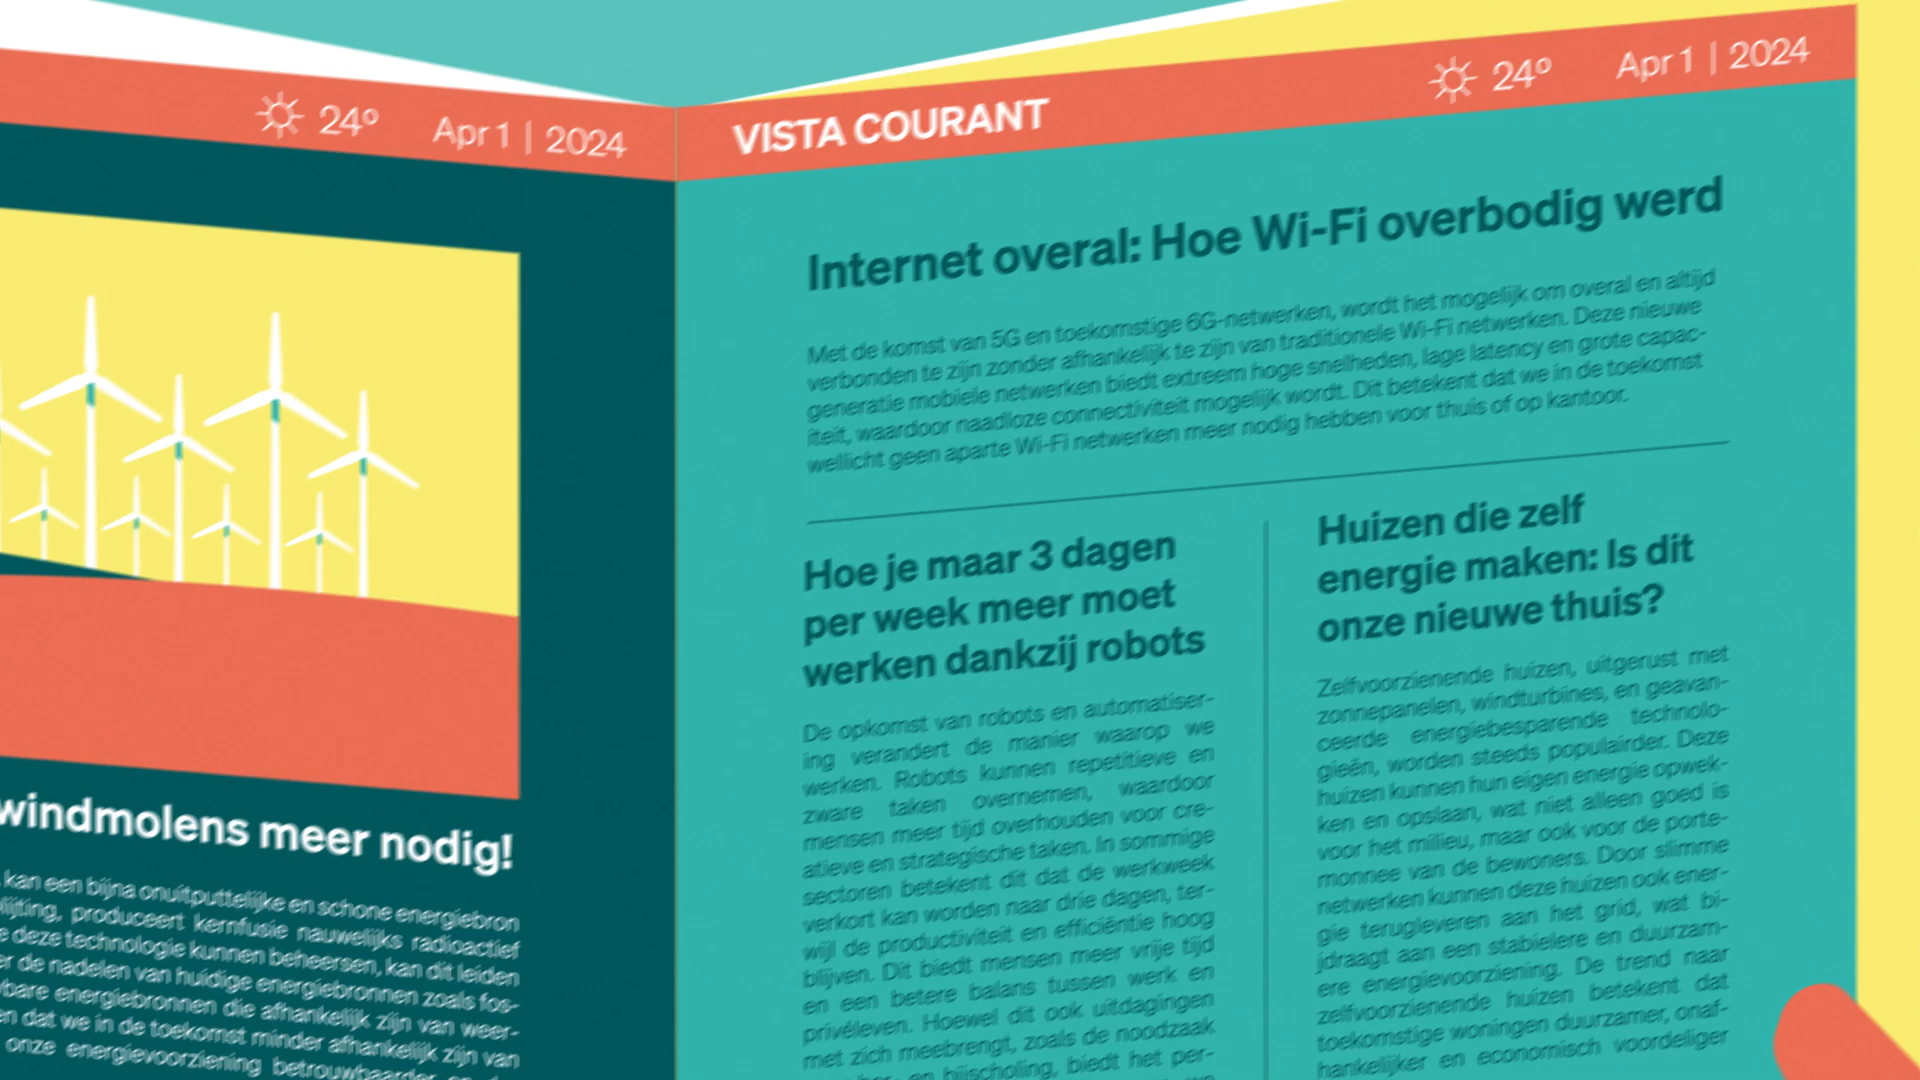 24º Apr 1 | 2024
windmolens meer nodig!
kan een bijna onuitputtelijke en schone energiebron
produceert kernfusie nauwelijks radioactief
deze technologie kunnen beheersen, kan dit leiden
de nadelen van huidige energiebronnen zoals fos-
energiebronnen die afhankelijk zijn van weer-
dat we in de toekomst minder afhankelijk zijn van
onze energievoorziening betrouwbaarder
VISTA COURANT 24º Apr 1 | 2024
Internet overal: Hoe Wi-Fi overbodig werd
Met de komst van 5G en toekomstige 6G-netwerken, wordt het mogelijk om overal en altijd
verbonden te zijn zonder afhankelijk te zijn van traditionele Wi-Fi netwerken. Deze nieuwe
generatie mobiele netwerken biedt extreem hoge snelheden, lage latency en grote capac-
iteit, waardoor naadloze connectiviteit mogelijk wordt. Dit betekent dat we in de toekomst
wellicht geen aparte Wi-Fi netwerken meer nodig hebben voor thuis of op kantoor.
Hoe je maar 3 dagen
per week meer moet
werken dankzij robots
De opkomst van robots en automatiser-
ing verandert de manier waarop we
werken. Robots kunnen repetitieve en
zware taken overnemen, waardoor
mensen meer tijd overhouden voor cre-
atieve en strategische taken. In sommige
sectoren betekent dit dat de werkweek
verkort kan worden naar drie dagen, ter-
wijl de productiviteit en efficiëntie hoog
blijven. Dit biedt mensen meer vrije tijd
en een betere balans tussen werk en
privéleven. Hoewel dit ook uitdagingen
met zich meebrengt, zoals de noodzaak
en bijscholing, biedt het per-
Huizen die zelf
energie maken: Is dit
onze nieuwe thuis?
Zelfvoorzienende huizen, uitgerust met
zonnepanelen, windturbines, en geavan-
ceerde energiebesparende technolo-
gieën, worden steeds populairder. Deze
huizen kunnen hun eigen energie opwek-
ken en opslaan, wat niet alleen goed is
voor het milieu, maar ook voor de porte-
monnee van de bewoners. Door slimme
netwerken kunnen deze huizen ook ener-
gie terugleveren aan het grid, wat bi-
jdraagt aan een stabielere en duurzam-
ere energievoorziening. De trend naar
zelfvoorzienende huizen betekent dat
toekomstige woningen duurzamer, onaf-
hankelijker en economisch voordeliger